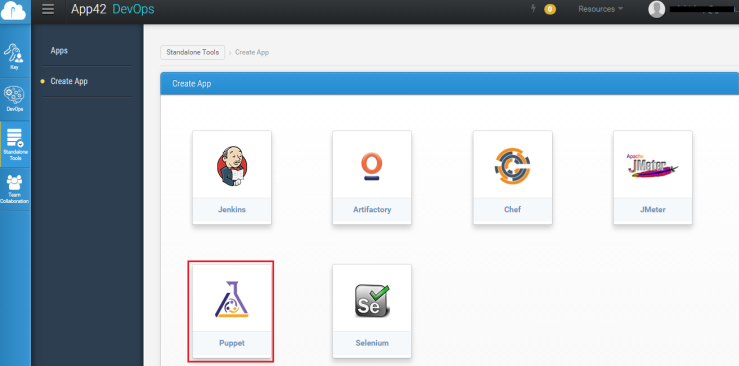 App42 DevOps
0
Resources
Key
DevOps
Standalone
Tools
Team
Collaboration
Apps
Create App
Standalone Tools › Create App
Create App
Jenkins
Artifactory
Chef
Apache
JMeter
JMeter
Puppet
Se
Selenium